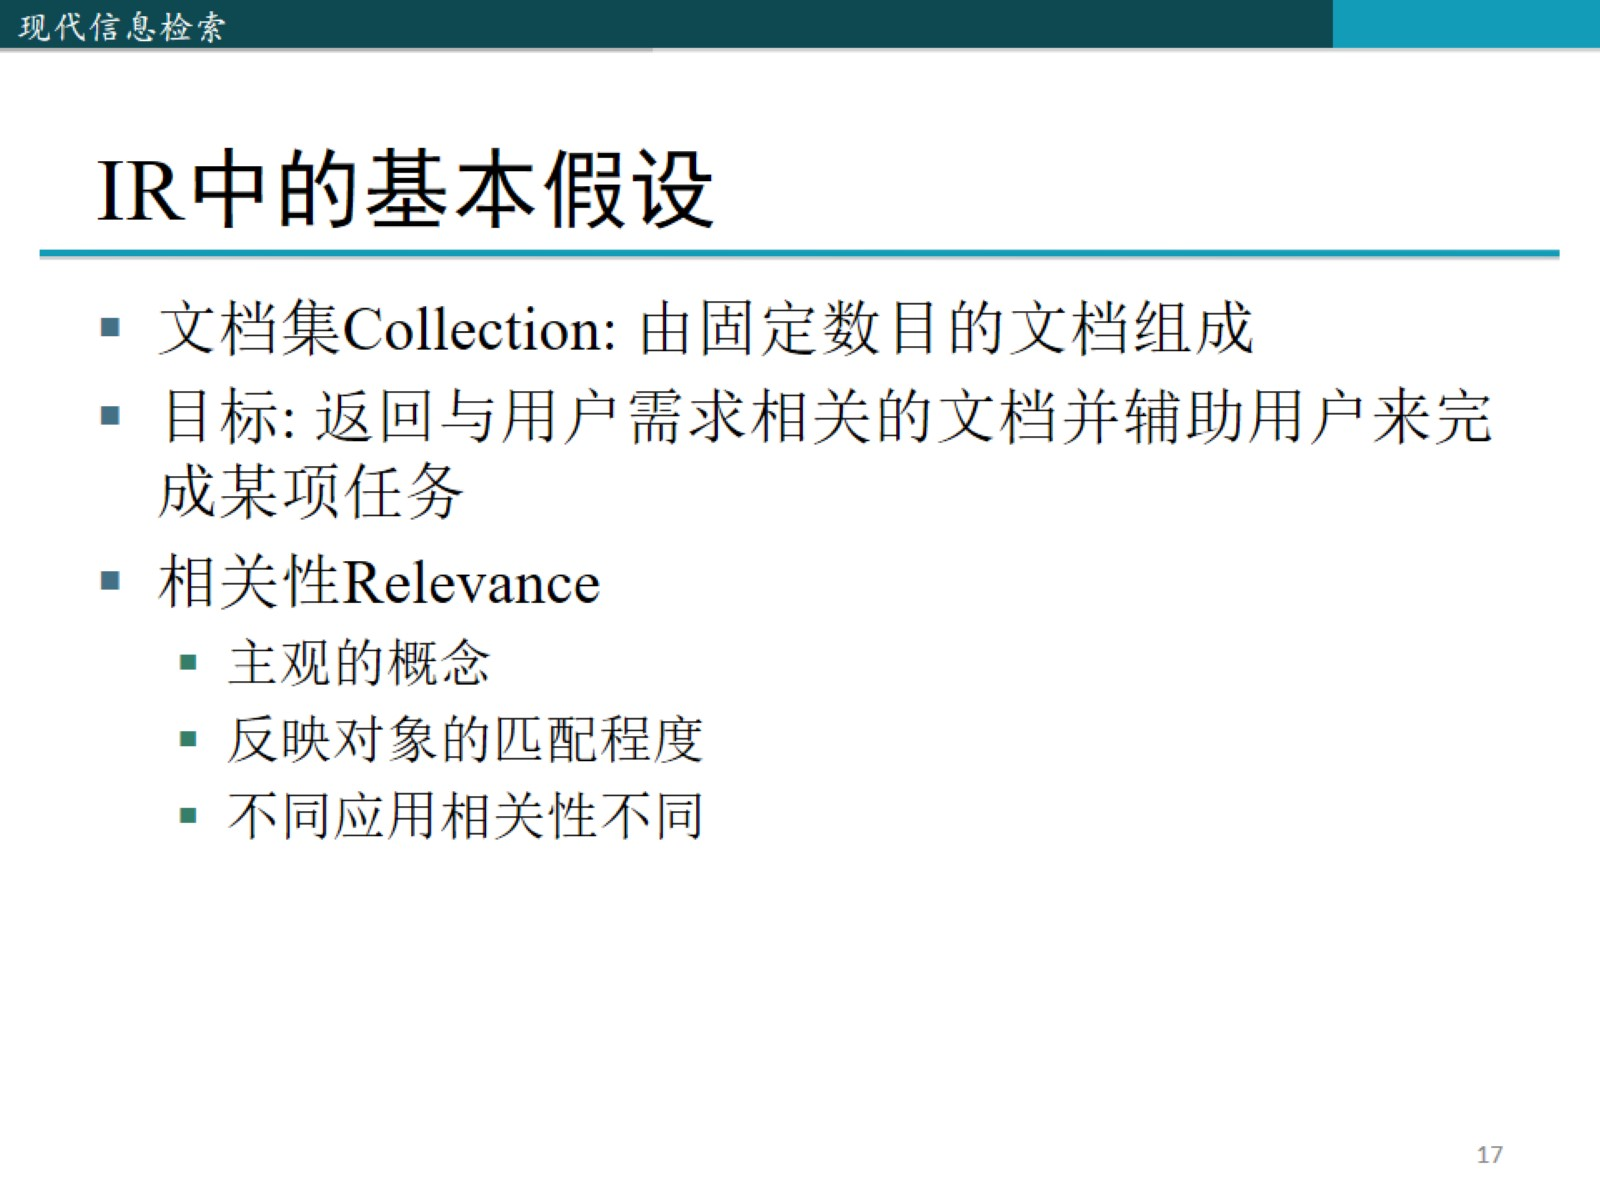 现代信息检索
IR中的基本假设
文档集Collection: 由固定数目的文档组成
目标: 返回与用户需求相关的文档并辅助用户来完
成某项任务
相关性Relevance
主观的概念
反映对象的匹配程度
不同应用相关性不同
17